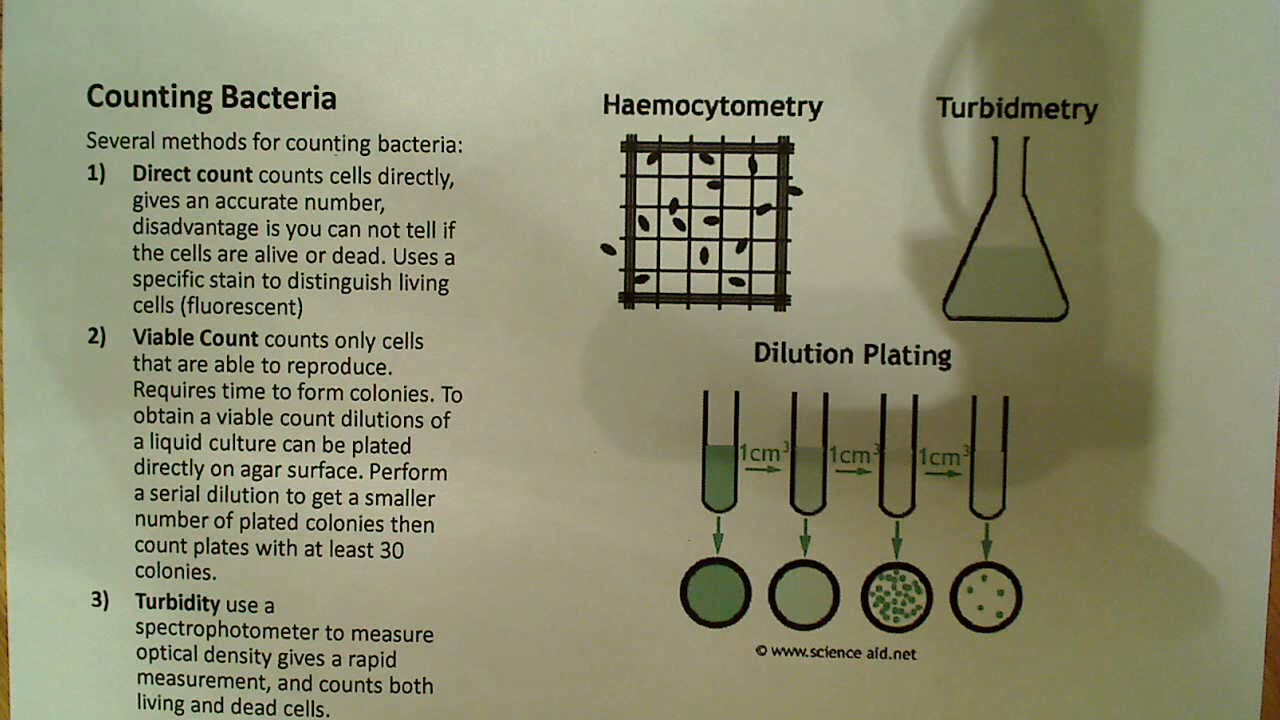 Counting Bacteria
Several methods for counting bacteria:
1) Direct count counts cells directly,
gives an accurate number,
disadvantage is you can not tell if
the cells are alive or dead. Uses a
specific stain to distinguish living
cells (fluorescent)
2) Viable Count counts only cells
that are able to reproduce.
Requires time to form colonies. To
obtain a viable count dilutions of
a liquid culture can be plated
directly on agar surface. Perform
a serial dilution to get a smaller
number of plated colonies then
count plates with at least 30
colonies.
3) Turbidity use a
spectrophotometer to measure
optical density gives a rapid
measurement, and counts both
living and dead cells.
Haemocytometry
Turbidmetry
Dilution Plating
1cm³ 1cm³ 1cm³
© www.science aid.net